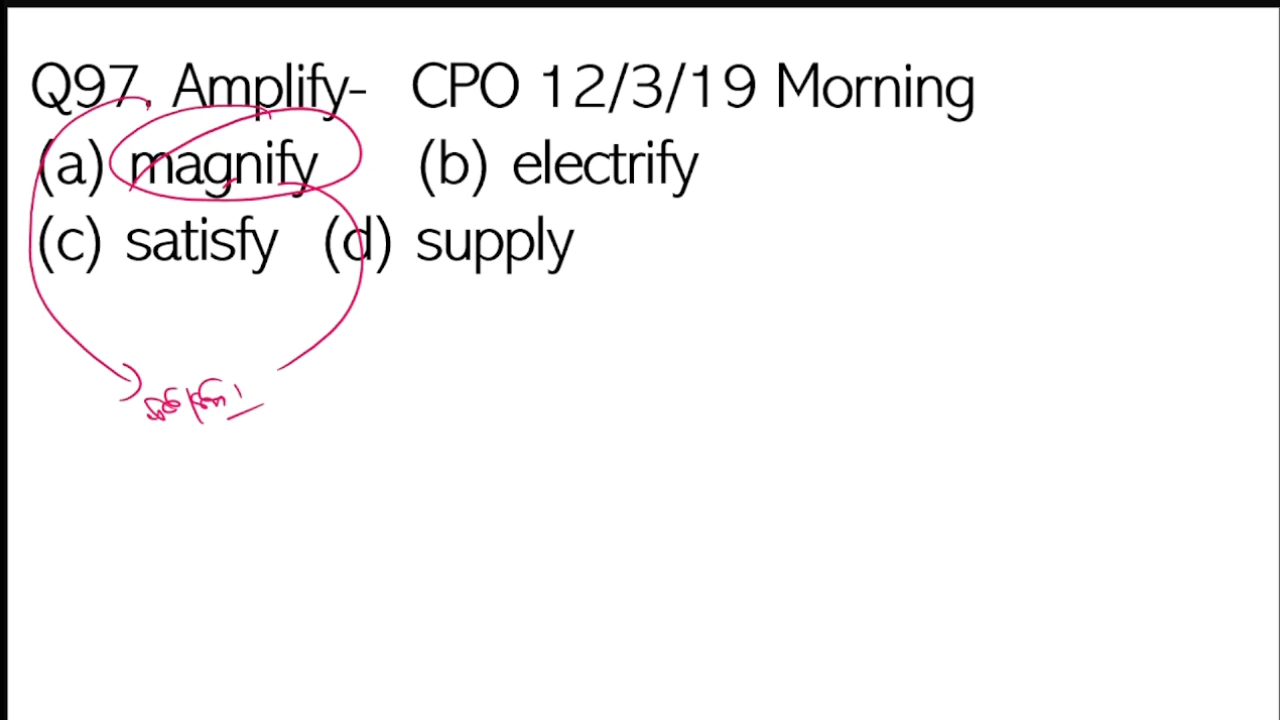 Q97. Amplify- CPO 12/3/19 Morning
(a) magnify (b) electrify
(c) satisfy (d) supply